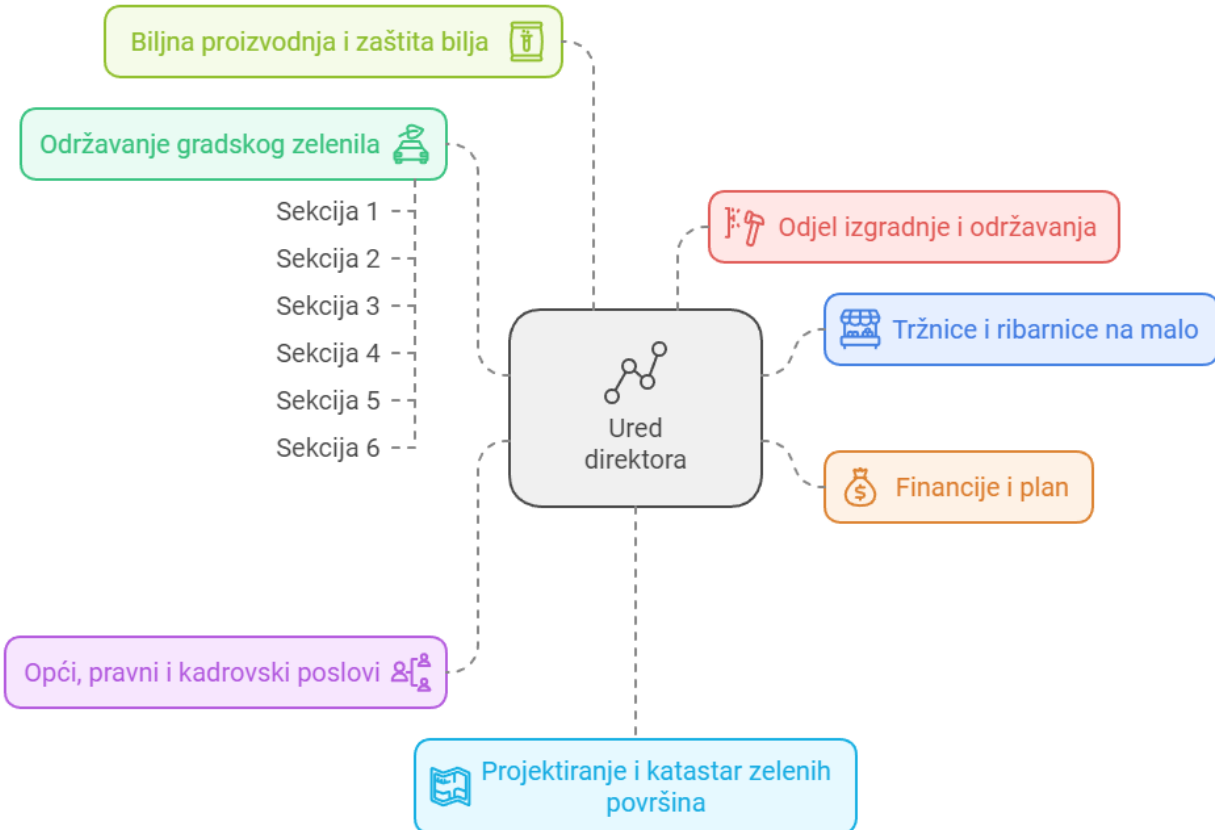 Biljna proizvodnja i zaštita bilja
Održavanje gradskog zelenila
Sekcija 1
Sekcija 2
Sekcija 3
Sekcija 4
Sekcija 5
Sekcija 6
Odjel izgradnje i održavanja
Tržnice i ribarnice na malo
Ured
direktora
Financije i plan
Opći, pravni i kadrovski poslovi
Projektiranje i katastar zelenih
površina